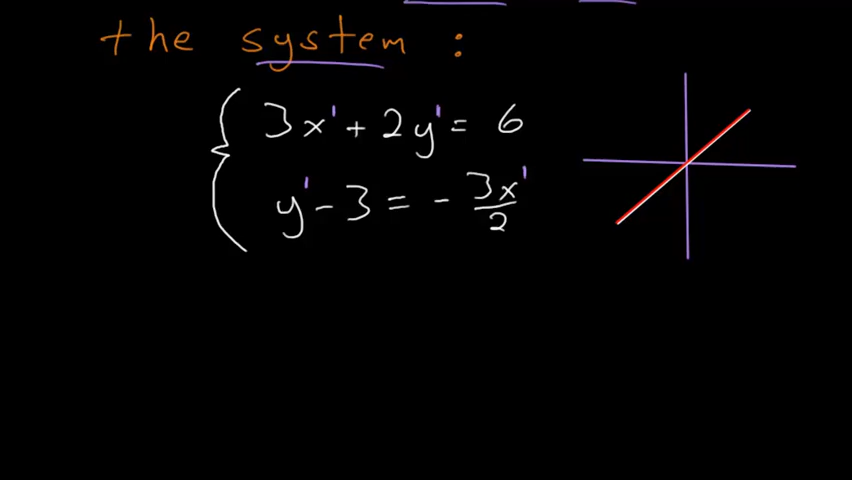 the system :
3x' + 2y' = 6
y' - 3 = - 3x'/2